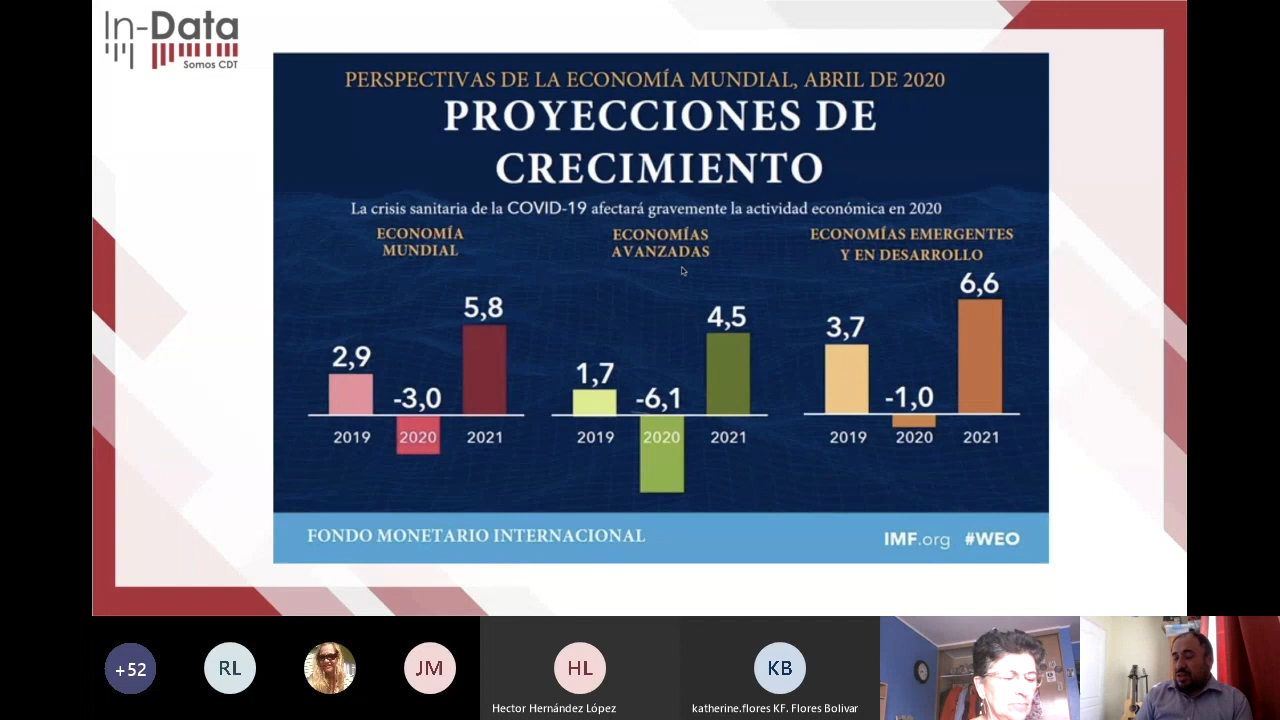 In-Data
Somos CDT
PERSPECTIVAS DE LA ECONOMÍA MUNDIAL, ABRIL DE 2020
PROYECCIONES DE
CRECIMIENTO
La crisis sanitaria de la COVID-19 afectará gravemente la actividad económica en 2020
ECONOMÍA
MUNDIAL
2,9
-3,0
5,8
2019
2020
2021
ECONOMÍAS
AVANZADAS
1,7
-6,1
4,5
2019
2020
2021
ECONOMÍAS EMERGENTES
Y EN DESARROLLO
3,7
-1,0
6,6
2019
2020
2021
FONDO MONETARIO INTERNACIONAL
IMF.org #WEO
+52
RL
JM
HL
Hector Hernández López
KB
katherine.flores KF. Flores Bolivar